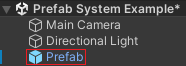 Prefab System Example*
Main Camera
Directional Light
Prefab